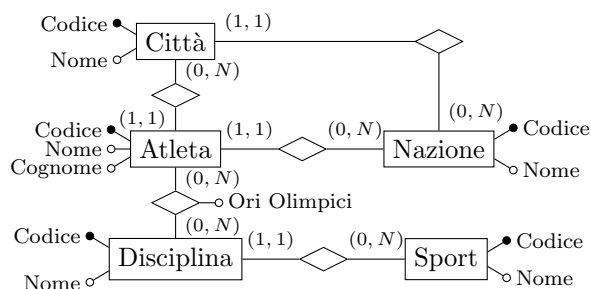 Codice
(1, 1)
Città
Nome
(0, N)
(0, N)
Codice
(1, 1)
(1, 1)
(0, N)
Codice
Nome
Atleta
Nazione
Cognome
Nome
(0, N)
Ori Olimpici
(0, N)
Codice
(1, 1)
(0, N)
Codice
Disciplina
Sport
Nome
Nome